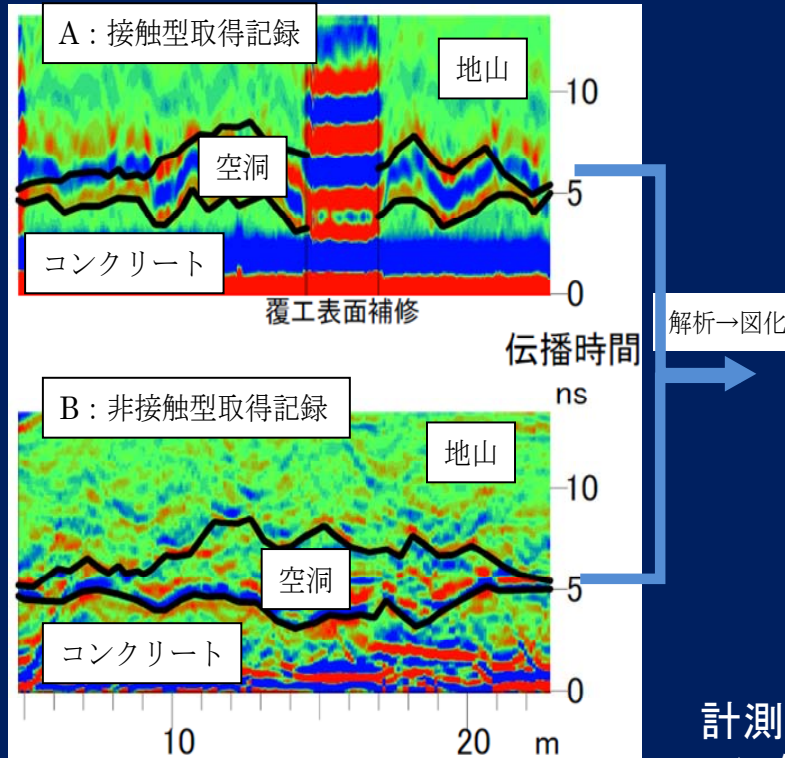 A：接触型取得記録
地山
10
空洞
5
コンクリート
0
覆工表面補修
解析→図化
伝播時間
ns
B：非接触型取得記録
地山
10
空洞
5
コンクリート
0
10
20
m
計測